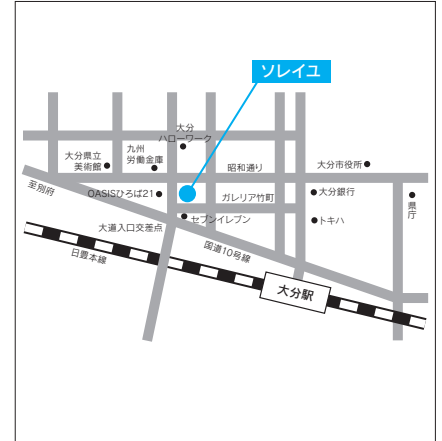 ソレイユ
大分
ハローワーク
九州
労働金庫
大分県立
美術館
昭和通り
大分市役所
至別府
OASISひろば21
ガレリア竹町
大分銀行
県庁
セブンイレブン
トキハ
大道入口交差点
国道10号線
日豊本線
大分駅